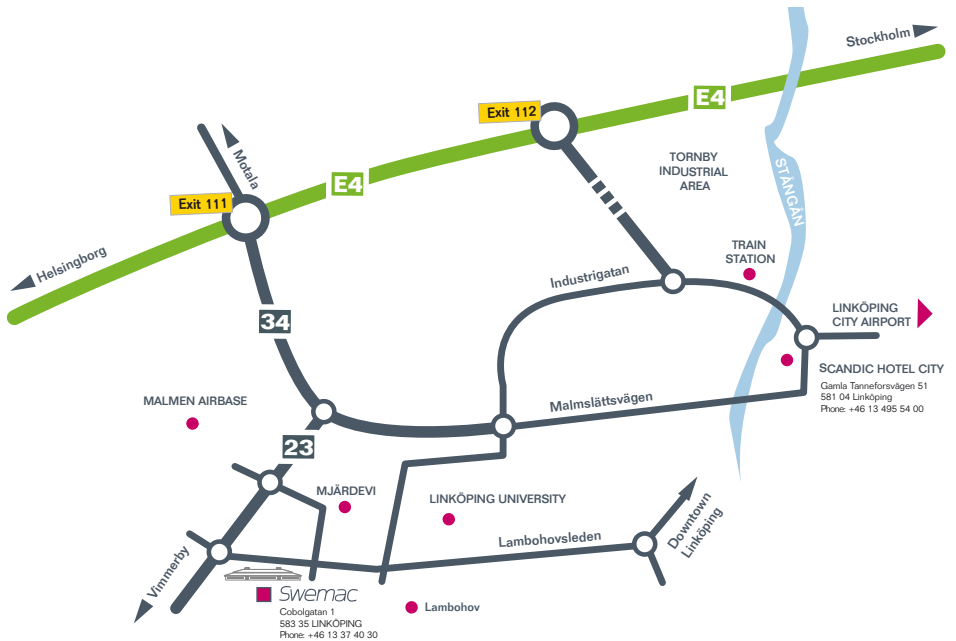 Stockholm
E4
Exit 112
TORNBY
INDUSTRIAL
AREA
STÅNGÅN
Motala
E4
Exit 111
Helsingborg
TRAIN
STATION
Industrigatan
LINKÖPING
CITY AIRPORT
34
SCANDIC HOTEL CITY
Gamla Tanneforsvägen 51
581 04 Linköping
Phone: +46 13 495 54 00
MALMEN AIRBASE
Malmslättsvägen
23
MJÄRDEVI
LINKÖPING UNIVERSITY
Downtown
Linköping
Lambohovsleden
Vimmerby
Swemac
Cobolgatan 1
583 35 LINKÖPING
Phone: +46 13 37 40 30
Lambohov